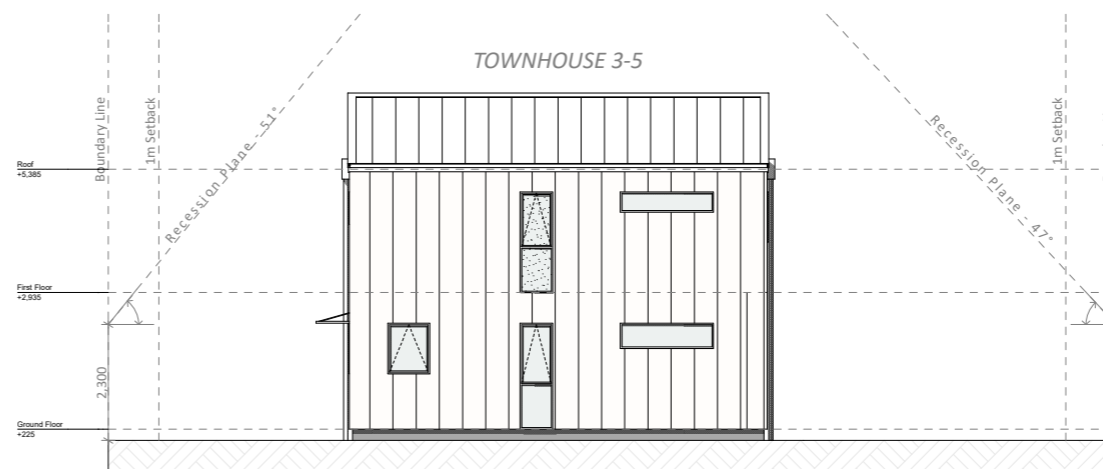 TOWNHOUSE 3-5
Boundary Line
1m Setback
Recession Plane - 51°
Recession Plane - 47°
1m Setback
Roof
+5,385
First Floor
+2,935
2,300
Ground Floor
+225